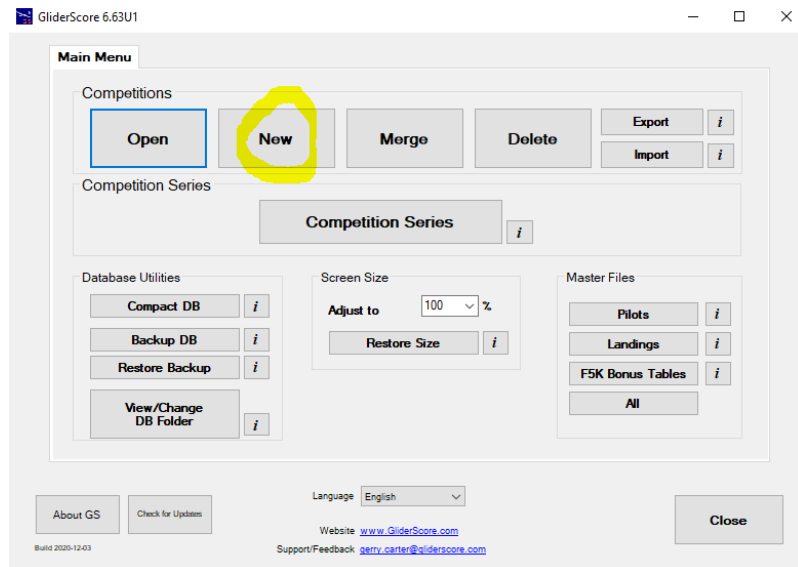 GliderScore 6.63U1
Main Menu
Competitions
Open
New
Merge
Delete
Export
i
Import
i
Competition Series
Competition Series
i
Database Utilities
Compact DB
i
Backup DB
i
Restore Backup
i
View/Change
DB Folder
i
Screen Size
Adjust to
100
%
Restore Size
i
Master Files
Pilots
i
Landings
i
F5K Bonus Tables
i
All
About GS
Check for Updates
Build 2020-12-03
Language English
Website www.GliderScore.com
Support/Feedback gerry.carter@gliderscore.com
Close